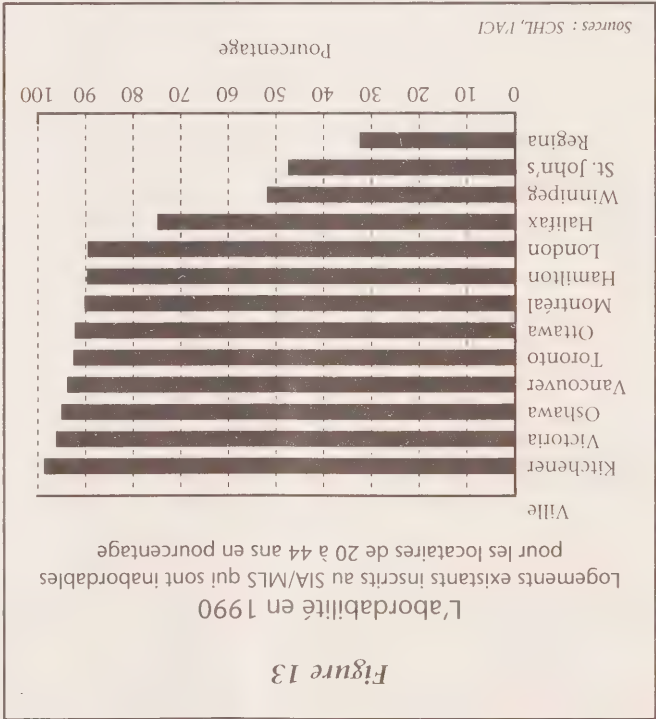 Figure 13
L'abordabilité en 1990
Logements existants inscrits au SIA/MLS qui sont inabordables
pour les locataires de 20 à 44 ans en pourcentage
Ville
Kitchener
Victoria
Oshawa
Vancouver
Toronto
Ottawa
Montréal
Hamilton
London
Halifax
Winnipeg
St. John's
Regina
0 10 20 30 40 50 60 70 80 90 100
Pourcentage
Sources : SCHL, l'ACI